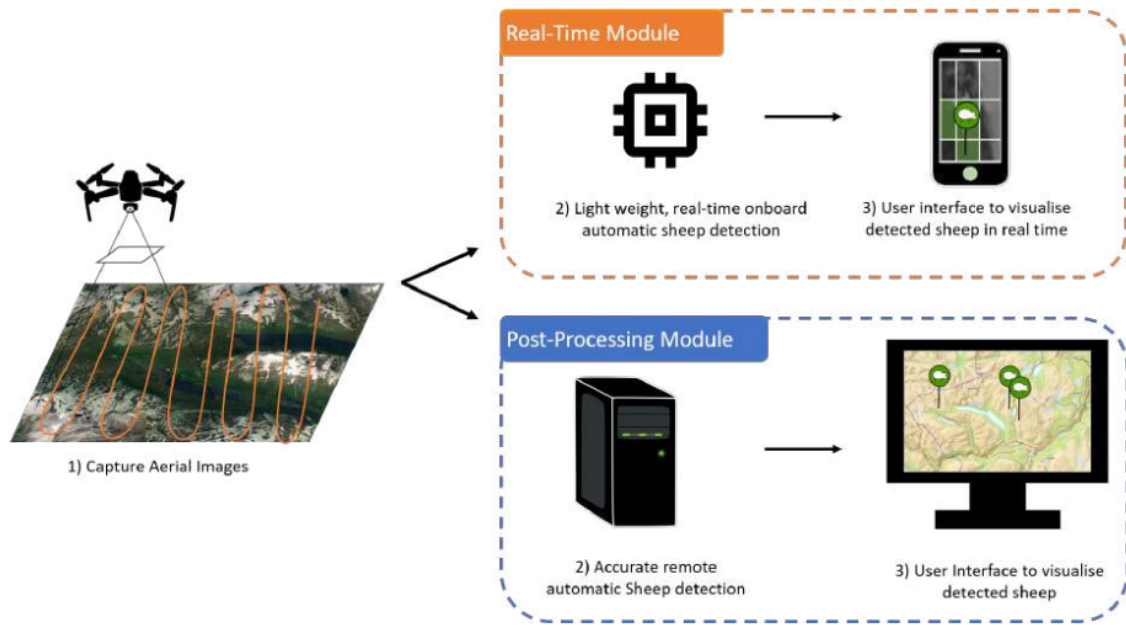 Real-Time Module
2) Light weight, real-time onboard
automatic sheep detection
3) User interface to visualise
detected sheep in real time
1) Capture Aerial Images
Post-Processing Module
2) Accurate remote
automatic Sheep detection
3) User Interface to visualise
detected sheep